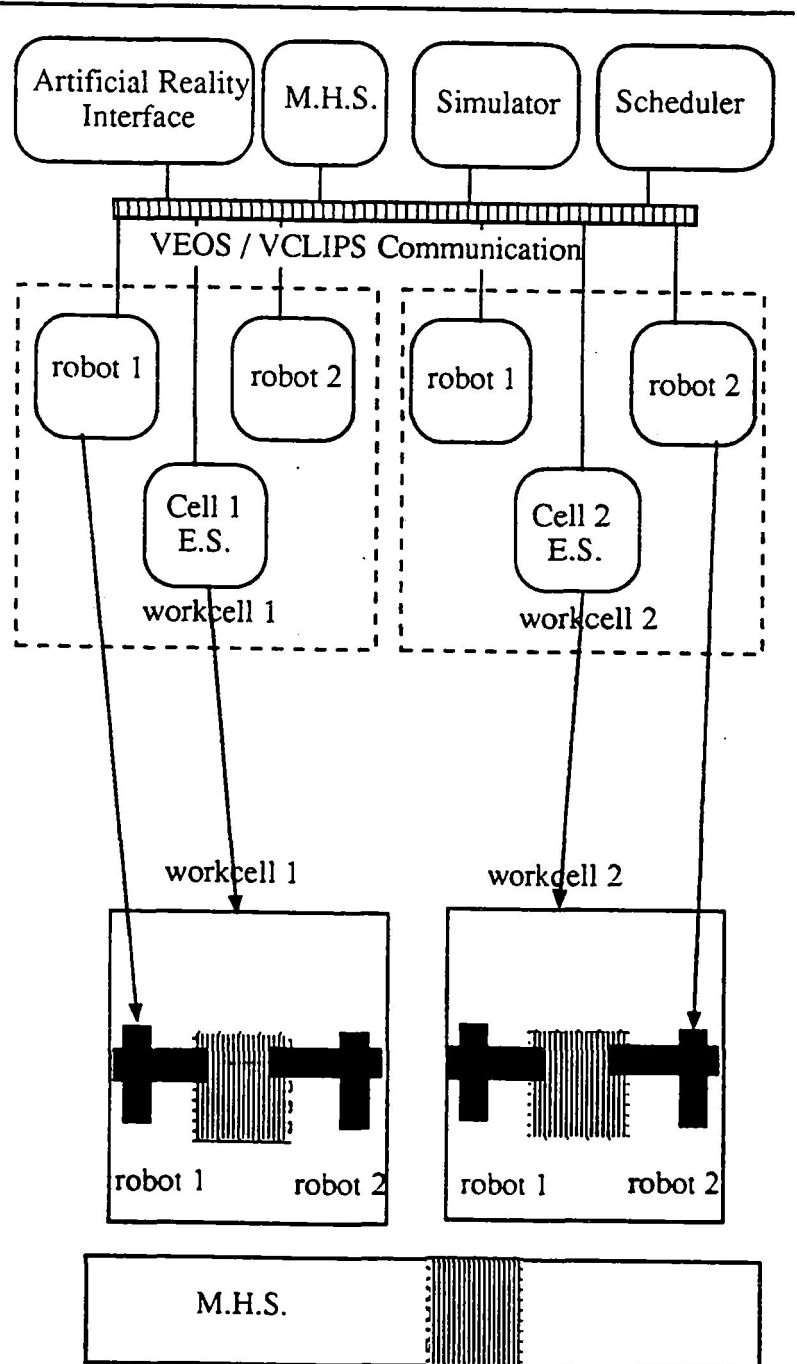 Artificial Reality
Interface
M.H.S.
Simulator
Scheduler
VEOS / VCLIPS Communication
robot 1
robot 2
robot 1
robot 2
Cell 1
E.S.
Cell 2
E.S.
workcell 1
workcell 2
workcell 1
workcell 2
robot 1
robot 2
robot 1
robot 2
M.H.S.